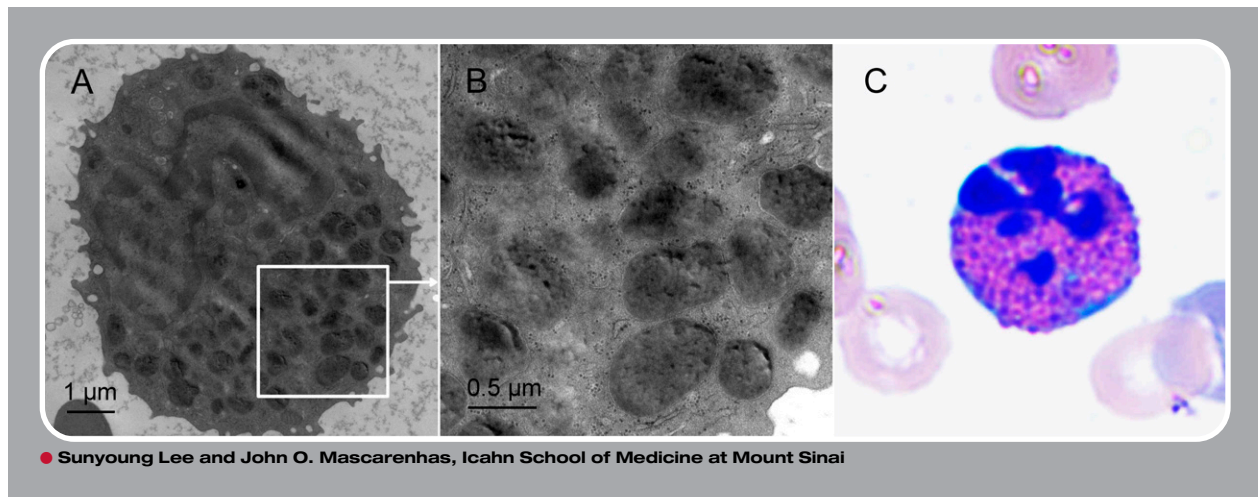 A
B
C
1 µm
0.5 µm
Sunyoung Lee and John O. Mascarenhas, Icahn School of Medicine at Mount Sinai